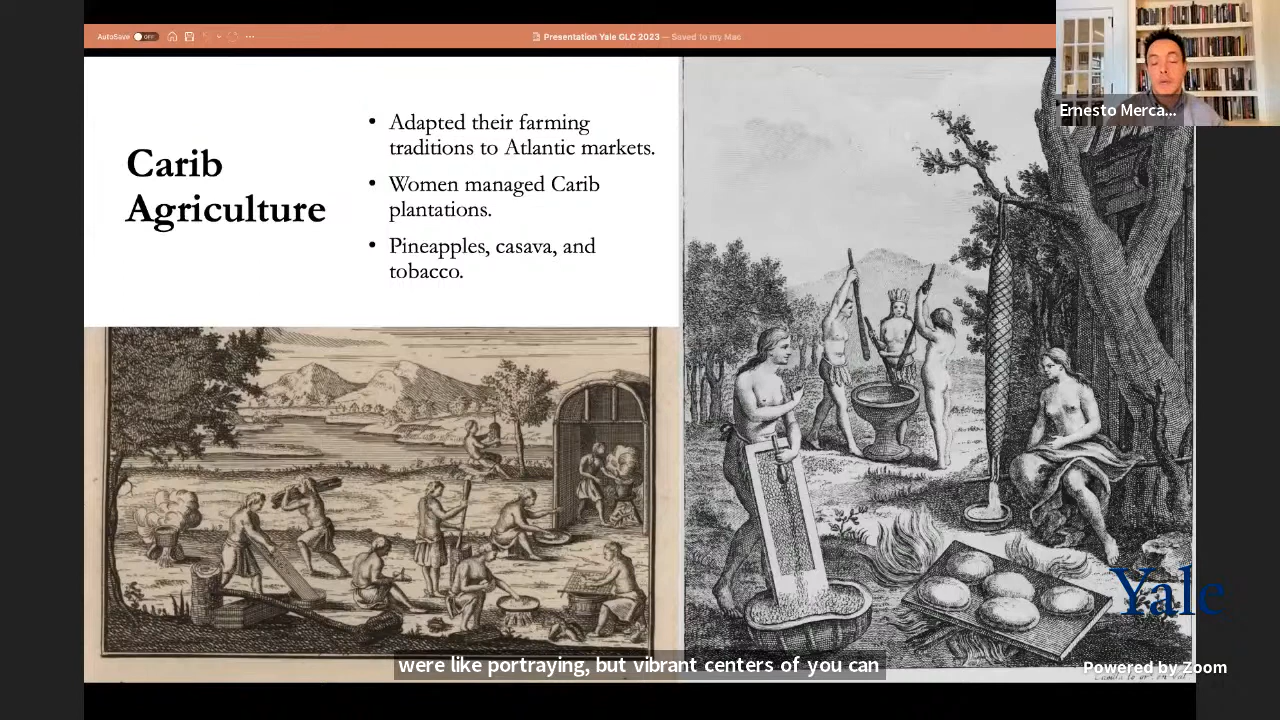 AutoSave OFF
Presentation Yale GLC 2023 — Saved to my Mac
Ernesto Merca...
Carib
Agriculture
• Adapted their farming
traditions to Atlantic markets.
• Women managed Carib
plantations.
• Pineapples, casava, and
tobacco.
Yale
were like portraying, but vibrant centers of you can
Powered by Zoom